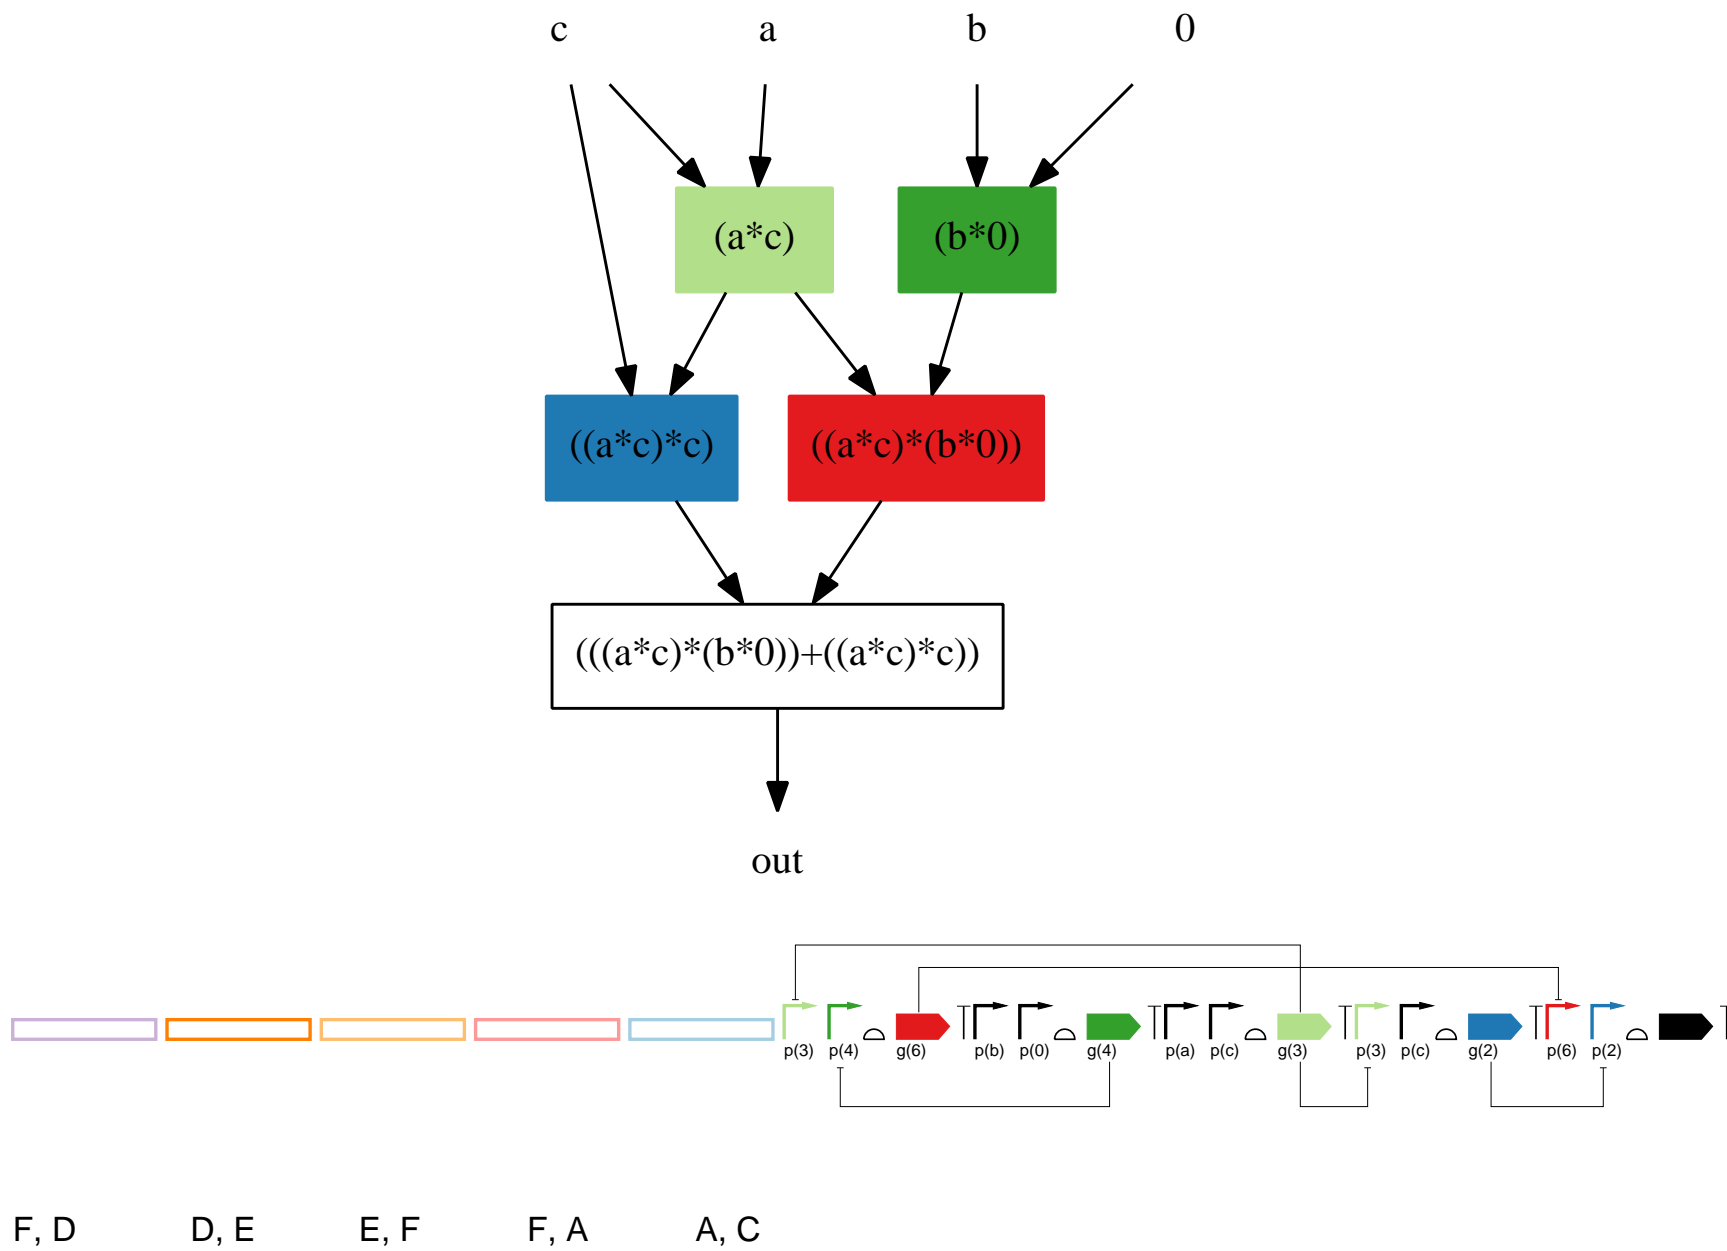 c a b 0
(a*c) (b*0)
((a*c)*c) ((a*c)*(b*0))
(((a*c)*(b*0))+((a*c)*c))
out
p(3) p(4) g(6) p(b) p(0) g(4) p(a) p(c) g(3) p(3) p(c) g(2) p(6) p(2)
F, D D, E E, F F, A A, C